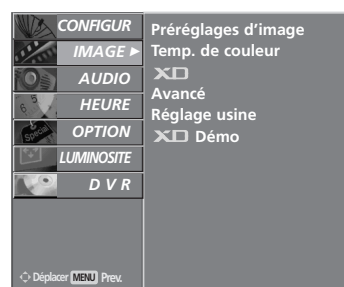 CONFIGUR
IMAGE ►
AUDIO
HEURE
OPTION
LUMINOSITE
D V R
Préréglages d'image
Temp. de couleur
XD
Avancé
Réglage usine
XD Démo
Déplacer MENU Prev.
Special